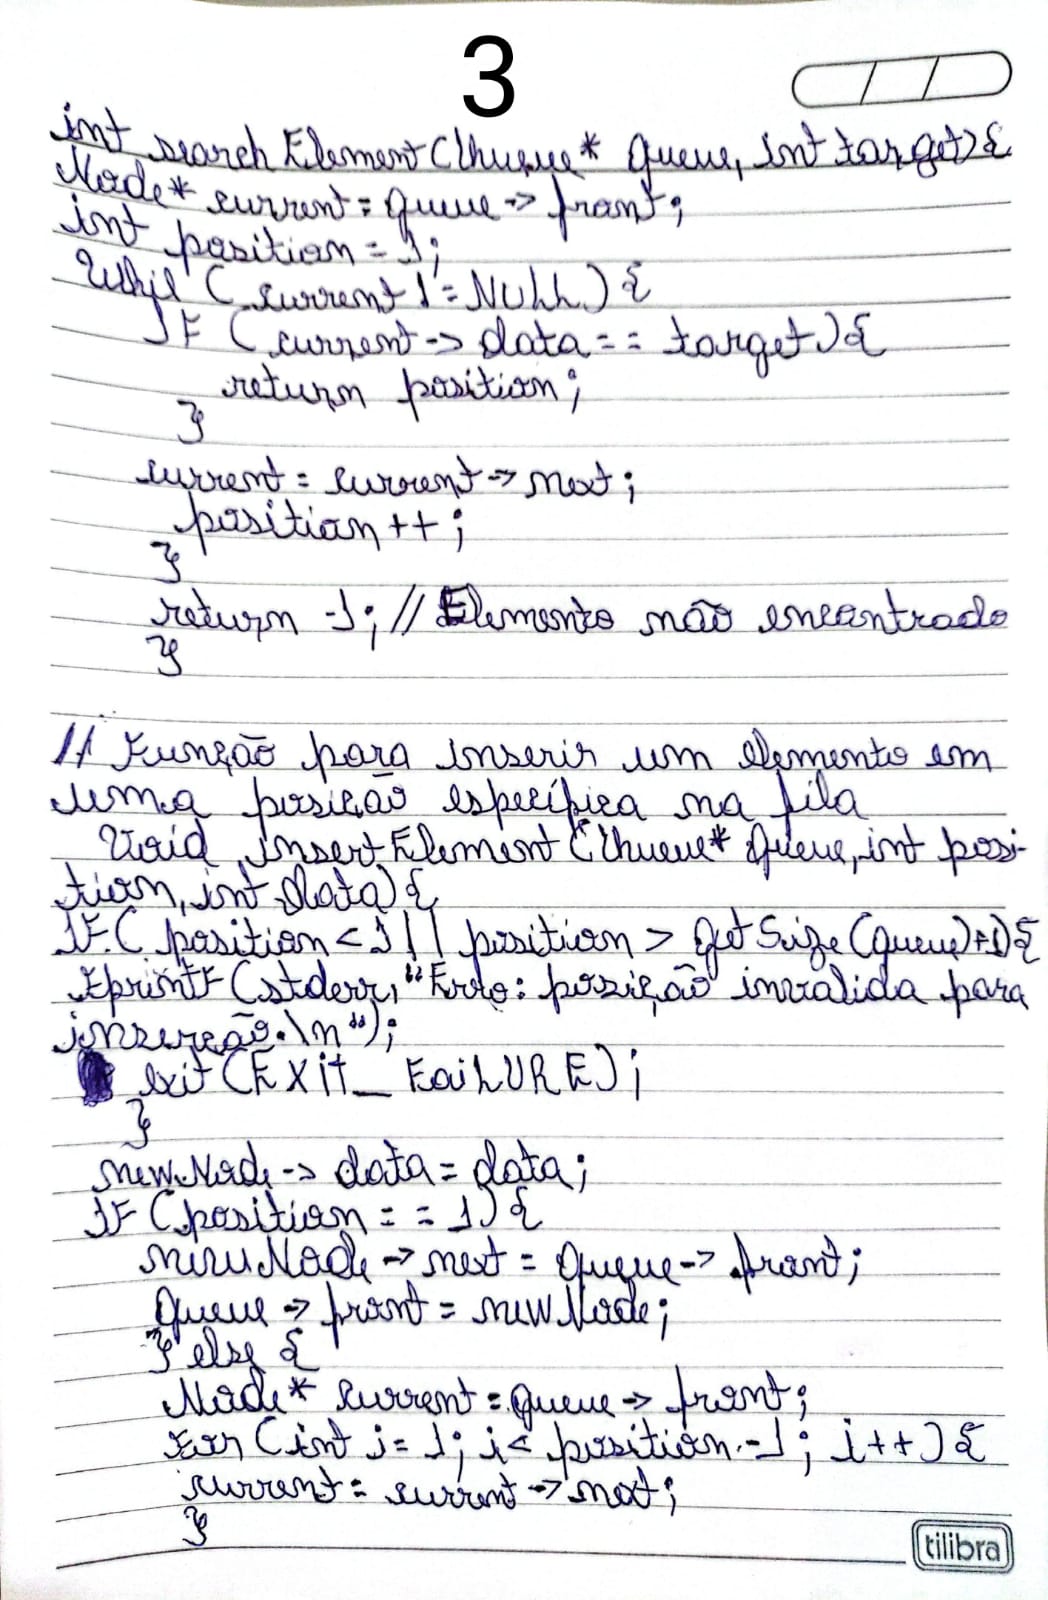 3
int searchElement(Queue* queue, int target){
Node* current = queue -> front;
int position = 1;
Whil (current != NULL) {
IF (current -> data == target){
return position;
}
current = current -> next;
position ++;
}
return -1; // Elemento não encontrado
}
// Função para inserir um elemento em
uma posição específica na fila
Void insertElement (Queue* queue, int posi-
tion, int data) {
IF( position < 1 || position > getSize(queue)+1){
FprintF (stderr, "Erro: posição invalida para
inserção.\n");
exit (EXit_FaiLURE);
}
newNode -> data = data;
IF (position == 1) {
newNode -> next = queue -> front;
queue -> front = newNode;
} else {
Node* current = queue -> front;
For (int i = 1; i < position - 1; i++) {
current = current -> next;
}
tilibra